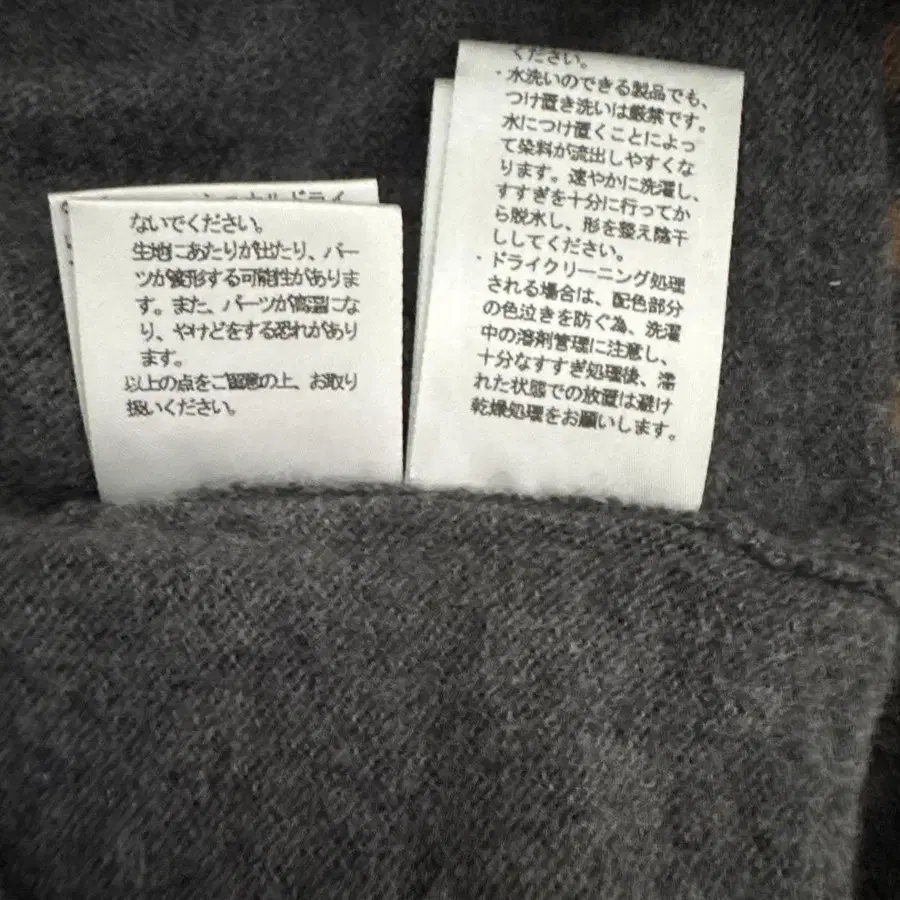 ショナルドライ
ないでください。
生地にあたりが出たり、パー
ツが変形する可能性がありま
す。また、パーツが高温にな
り、やけどをする恐れがあり
ます。
以上の点をご留意の上、お取り
扱いください。
ください。
・水洗いのできる製品でも、
つけ置き洗いは厳禁です。
水につけ置くことによっ
て染料が流出しやすくな
ります。速やかに洗濯し、
すすぎを十分に行ってか
ら脱水し、形を整え陰干
ししてください。
・ドライクリーニング処理
される場合は、配色部分
の色泣きを防ぐ為、洗濯
中の溶剤管理に注意し、
十分なすすぎ処理後、濡
れた状態での放置は避け
乾燥処理をお願いします。